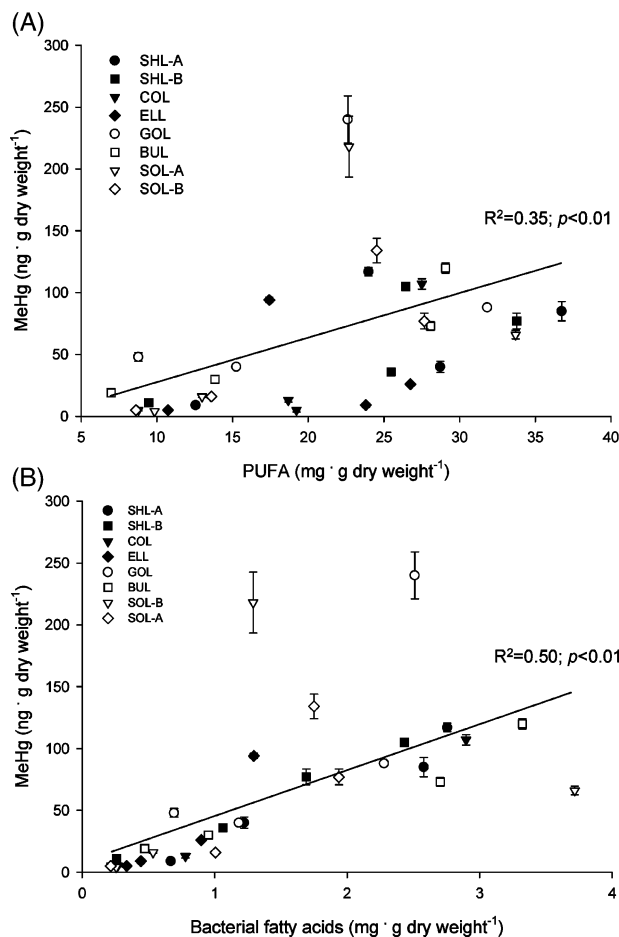 (A)
300
250
200
150
100
50
0
MeHg (ng · g dry weight⁻¹)
SHL-A
SHL-B
COL
ELL
GOL
BUL
SOL-A
SOL-B
R²=0.35; p<0.01
5 10 15 20 25 30 35 40
PUFA (mg · g dry weight⁻¹)
(B)
300
250
200
150
100
50
0
MeHg (ng · g dry weight⁻¹)
SHL-A
SHL-B
COL
ELL
GOL
BUL
SOL-B
SOL-A
R²=0.50; p<0.01
0 1 2 3 4
Bacterial fatty acids (mg · g dry weight⁻¹)